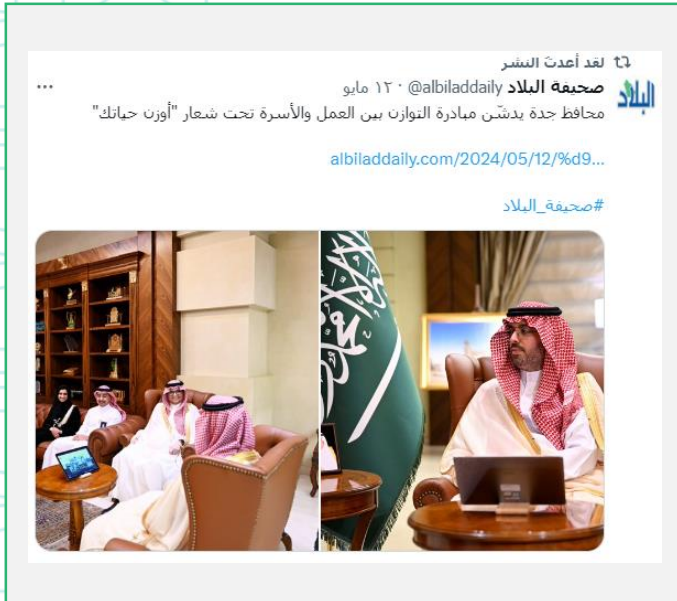 لقد أعدتَ النشر
صحيفة البلاد @albiladdaily · ١٢ مايو
محافظ جدة يدشّن مبادرة التوازن بين العمل والأسرة تحت شعار "أوزن حياتك"
albiladdaily.com/2024/05/12/%d9...
#صحيفة_البلاد
البلاد